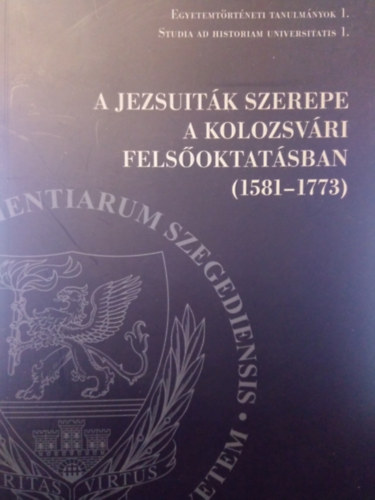 Egyetemtörténeti tanulmányok 1.
Studia ad historiam universitatis 1.
A JEZSUITÁK SZEREPE
A KOLOZSVÁRI
FELSŐOKTATÁSBAN
(1581–1773)
ENTIARUM SZEGEDIENSIS •
ETEM
RITAS VIRTUS